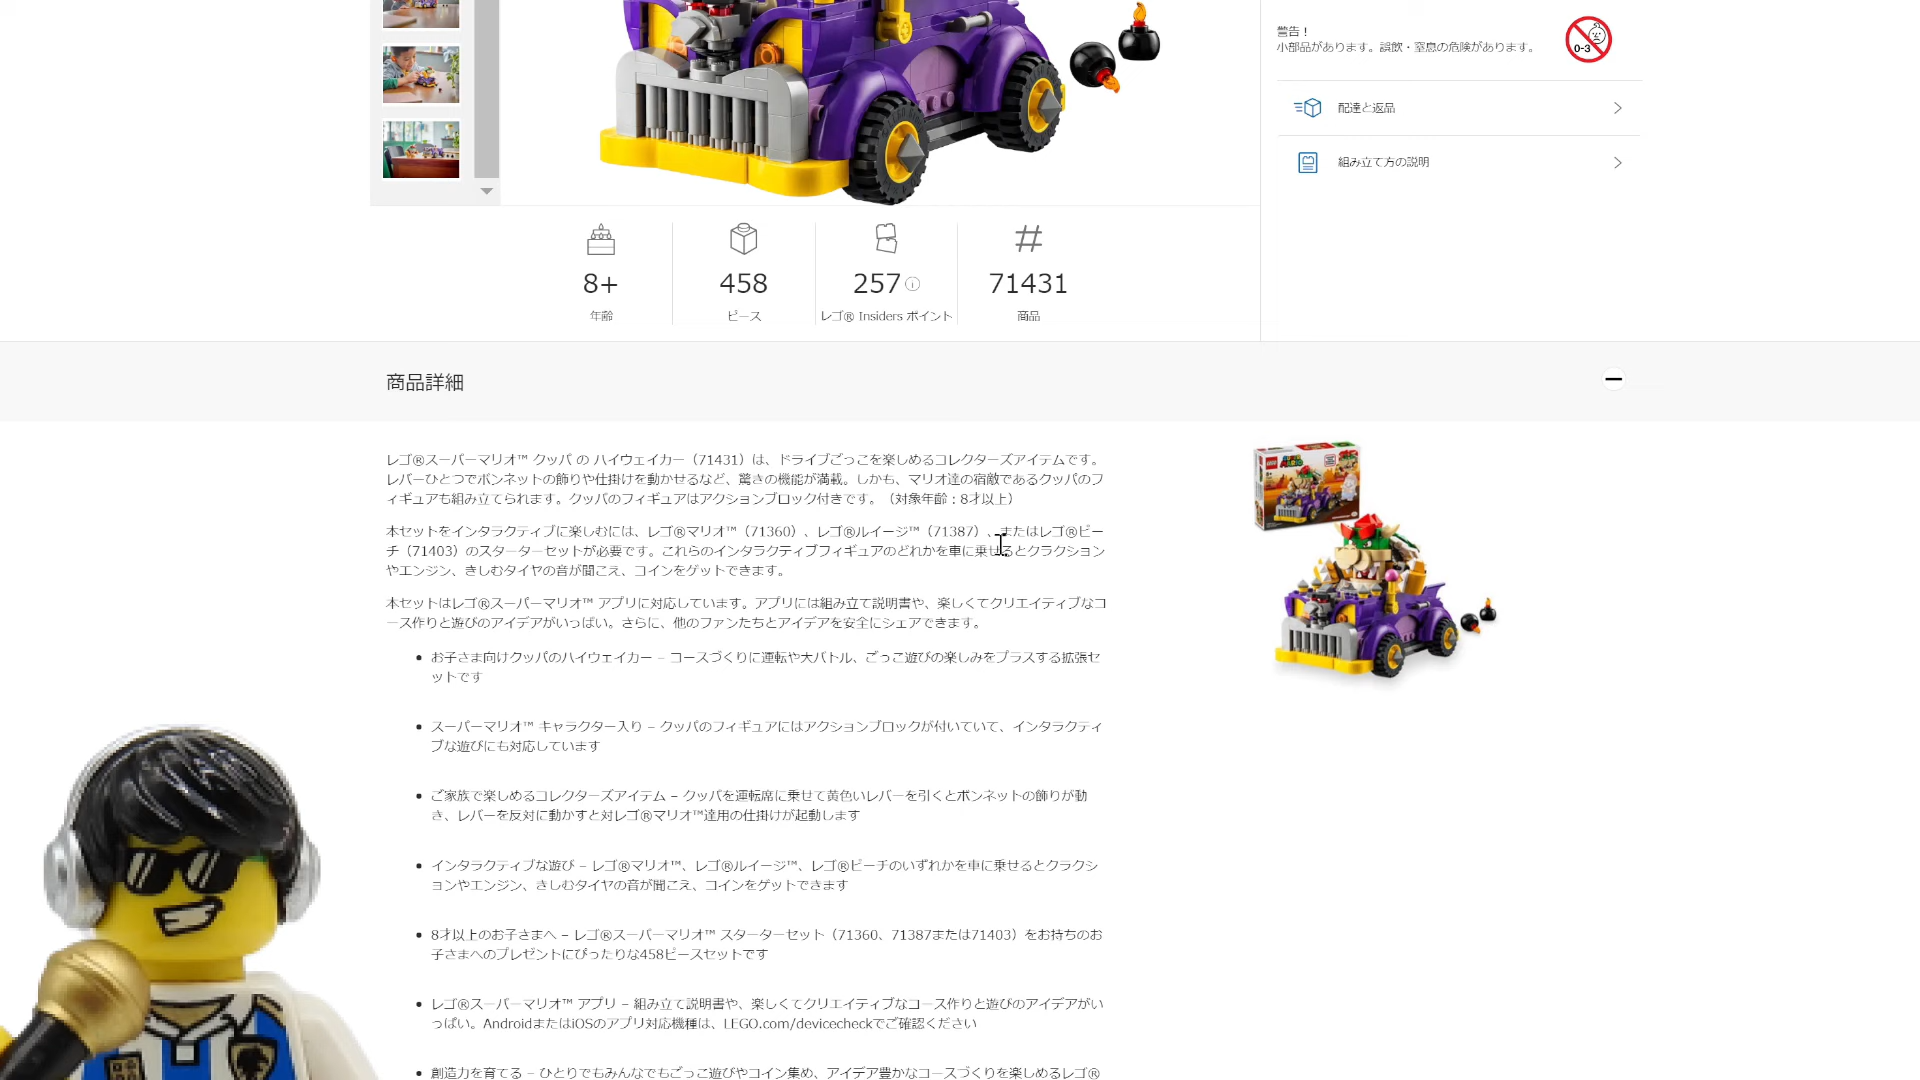 警告！
小部品があります。誤飲・窒息の危険があります。
0-3
配達と返品
組み立て方の説明
8+
年齢
458
ピース
257
レゴ® Insiders ポイント
71431
商品
商品詳細
レゴ®スーパーマリオ™ クッパ の ハイウェイカー（71431）は、ドライブごっこを楽しめるコレクターズアイテムです。
レバーひとつでボンネットの飾りや仕掛けを動かせるなど、驚きの機能が満載。しかも、マリオ達の宿敵であるクッパのフ
ィギュアも組み立てられます。クッパのフィギュアはアクションブロック付きです。（対象年齢：8才以上）
本セットをインタラクティブに楽しむには、レゴ®マリオ™（71360）、レゴ®ルイージ™（71387）、またはレゴ®ピー
チ（71403）のスターターセットが必要です。これらのインタラクティブフィギュアのどれかを車に乗せるとクラクション
やエンジン、きしむタイヤの音が聞こえ、コインをゲットできます。
本セットはレゴ®スーパーマリオ™ アプリに対応しています。アプリには組み立て説明書や、楽しくてクリエイティブなコ
ース作りと遊びのアイデアがいっぱい。さらに、他のファンたちとアイデアを安全にシェアできます。
• お子さま向けクッパのハイウェイカー – コースづくりに運転や大バトル、ごっこ遊びの楽しみをプラスする拡張セ
ットです
• スーパーマリオ™ キャラクター入り – クッパのフィギュアにはアクションブロックが付いていて、インタラクティ
ブな遊びにも対応しています
• ご家族で楽しめるコレクターズアイテム – クッパを運転席に乗せて黄色いレバーを引くとボンネットの飾りが動
き、レバーを反対に動かすと対レゴ®マリオ™達用の仕掛けが起動します
• インタラクティブな遊び – レゴ®マリオ™、レゴ®ルイージ™、レゴ®ピーチのいずれかを車に乗せるとクラクシ
ョンやエンジン、きしむタイヤの音が聞こえ、コインをゲットできます
• 8才以上のお子さまへ – レゴ®スーパーマリオ™ スターターセット（71360、71387または71403）をお持ちのお
子さまへのプレゼントにぴったりな458ピースセットです
• レゴ®スーパーマリオ™ アプリ – 組み立て説明書や、楽しくてクリエイティブなコース作りと遊びのアイデアがい
っぱい。AndroidまたはiOSのアプリ対応機種は、LEGO.com/devicecheckでご確認ください
• 創造力を育てる – ひとりでもみんなでもごっこ遊びやコイン集め、アイデア豊かなコースづくりを楽しめるレゴ®